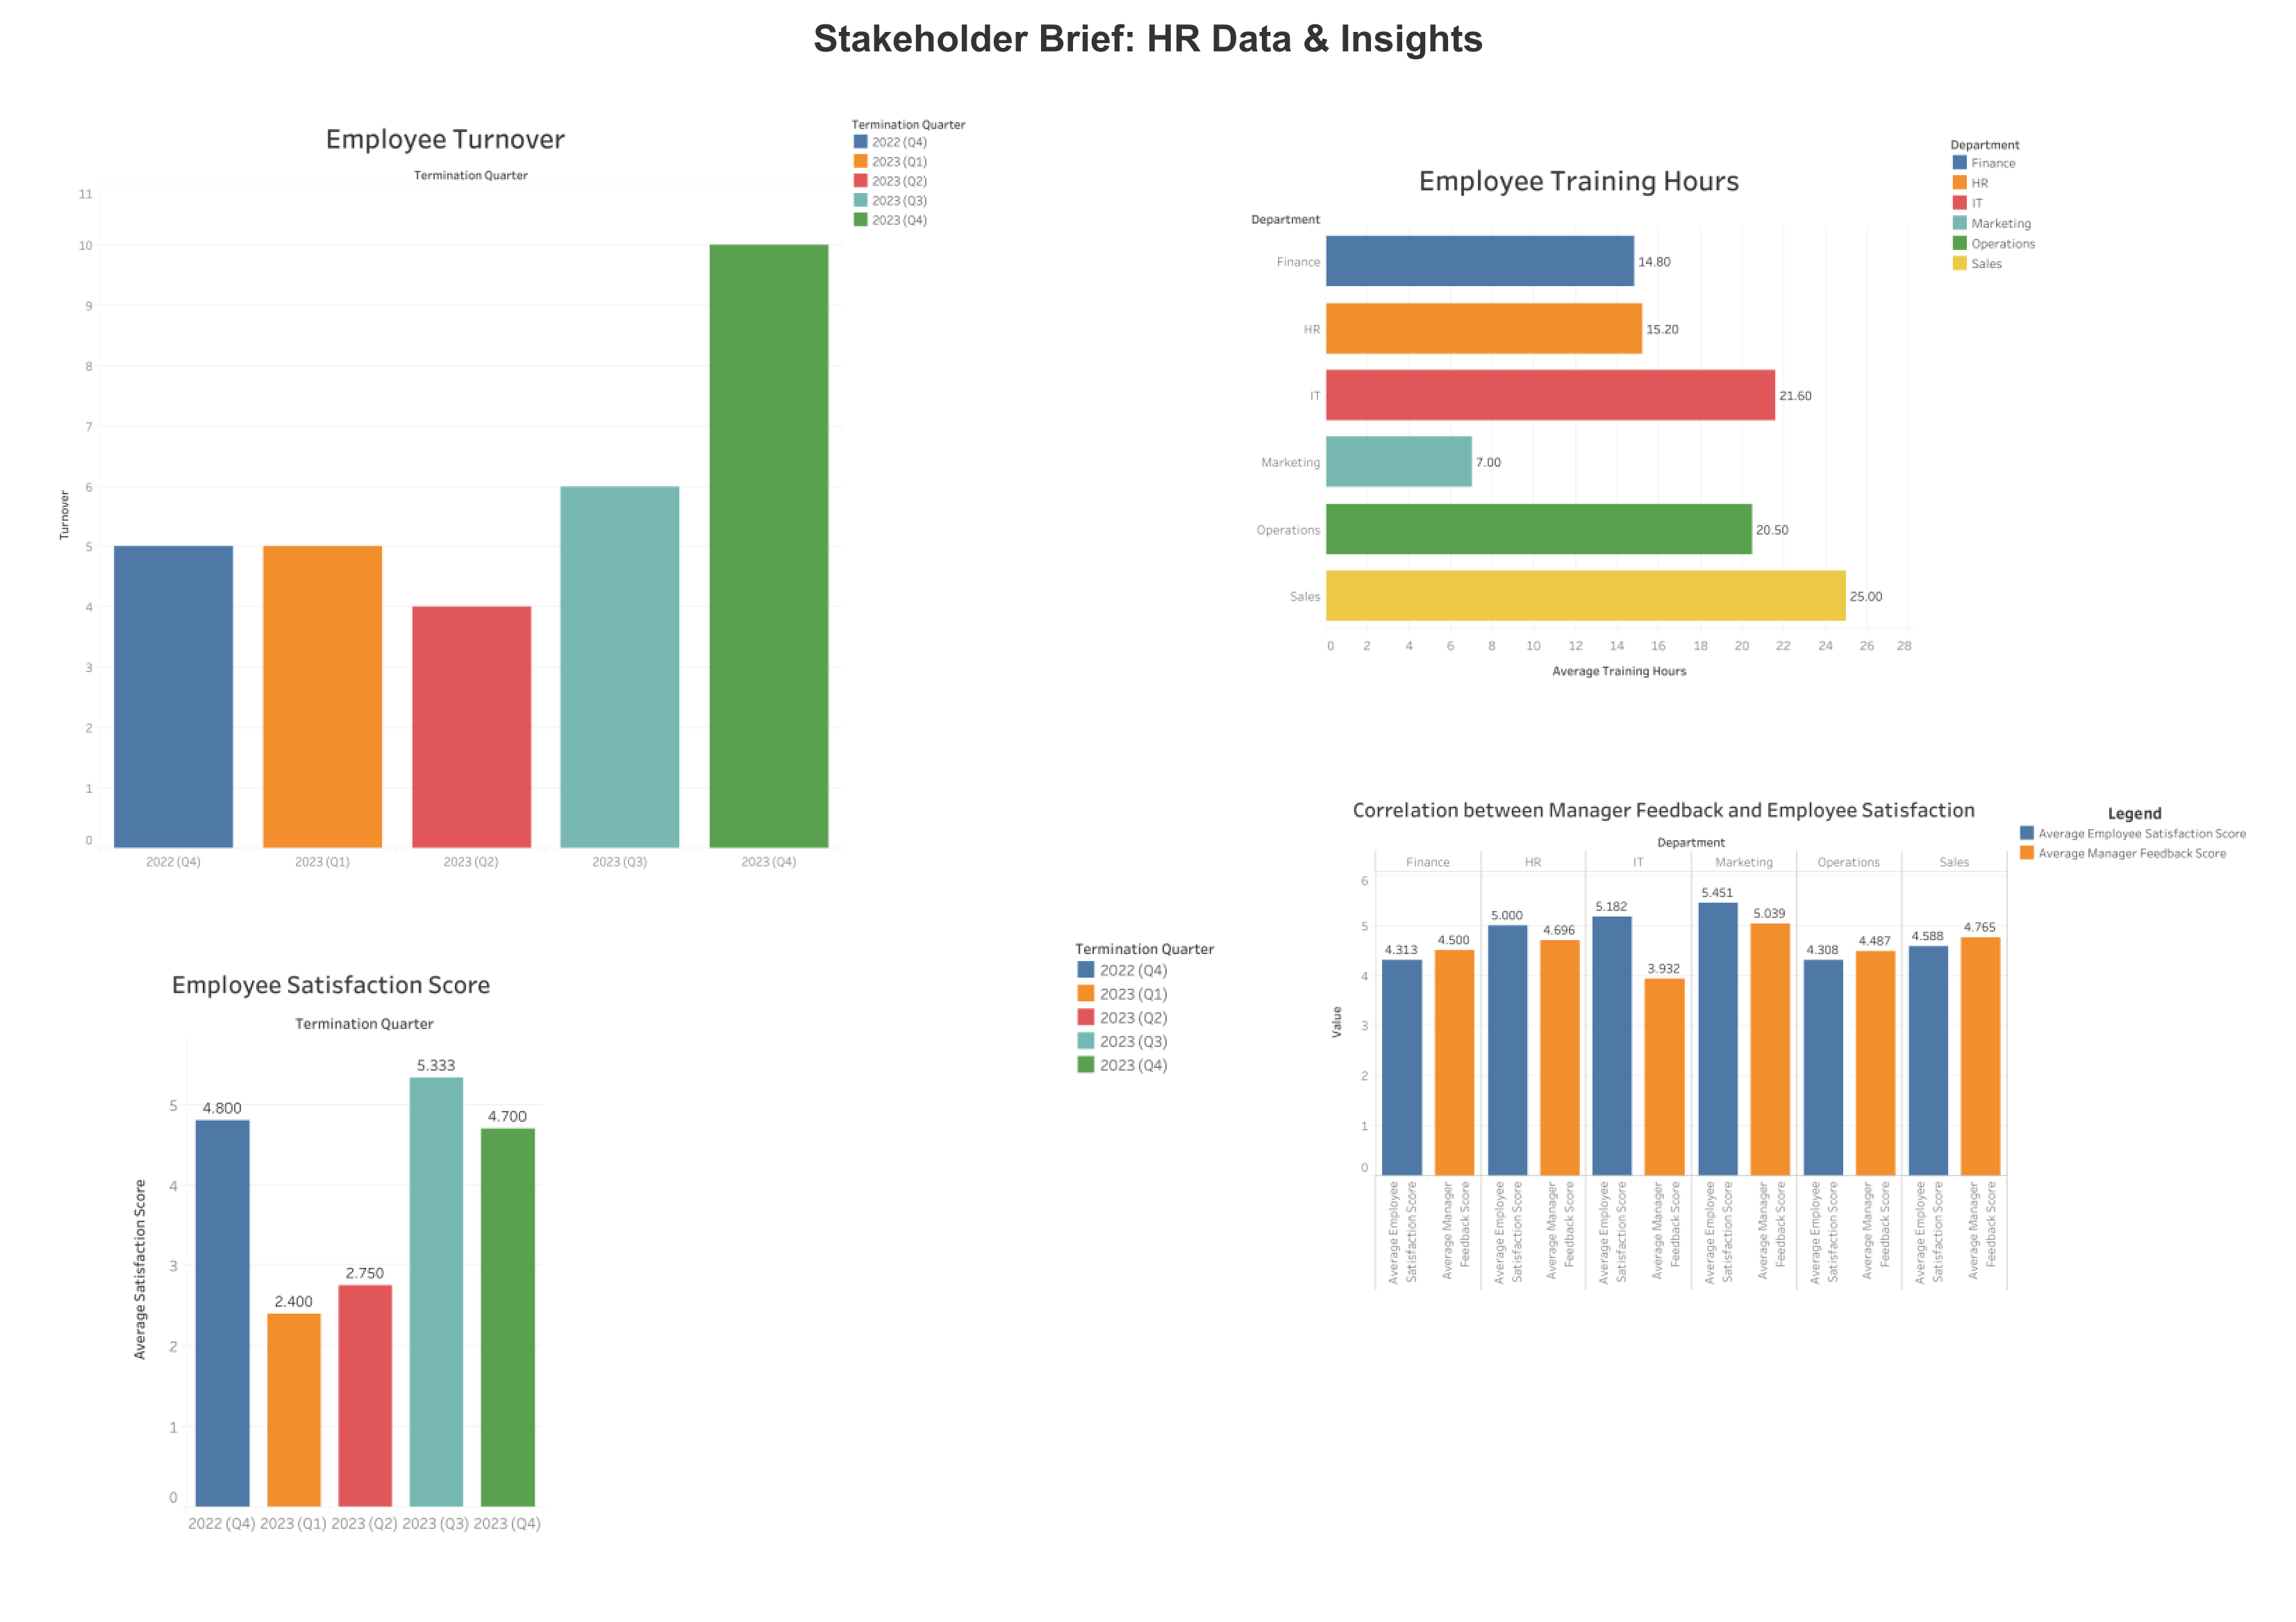 Stakeholder Brief: HR Data & Insights
Employee Turnover
Termination Quarter
11
10
9
8
7
6
5
4
3
2
1
0
Turnover
2022 (Q4) 2023 (Q1) 2023 (Q2) 2023 (Q3) 2023 (Q4)
Termination Quarter
2022 (Q4)
2023 (Q1)
2023 (Q2)
2023 (Q3)
2023 (Q4)
Employee Training Hours
Department
Finance 14.80
HR 15.20
IT 21.60
Marketing 7.00
Operations 20.50
Sales 25.00
0 2 4 6 8 10 12 14 16 18 20 22 24 26 28
Average Training Hours
Department
Finance
HR
IT
Marketing
Operations
Sales
Employee Satisfaction Score
Termination Quarter
5
4
3
2
1
0
Average Satisfaction Score
4.800 2.400 2.750 5.333 4.700
2022 (Q4) 2023 (Q1) 2023 (Q2) 2023 (Q3) 2023 (Q4)
Termination Quarter
2022 (Q4)
2023 (Q1)
2023 (Q2)
2023 (Q3)
2023 (Q4)
Correlation between Manager Feedback and Employee Satisfaction
Department
Finance HR IT Marketing Operations Sales
6
5
4
3
2
1
0
Value
4.313 4.500 5.000 4.696 5.182 3.932 5.451 5.039 4.308 4.487 4.588 4.765
Average Employee
Satisfaction Score
Average Manager
Feedback Score
Average Employee
Satisfaction Score
Average Manager
Feedback Score
Average Employee
Satisfaction Score
Average Manager
Feedback Score
Average Employee
Satisfaction Score
Average Manager
Feedback Score
Average Employee
Satisfaction Score
Average Manager
Feedback Score
Average Employee
Satisfaction Score
Average Manager
Feedback Score
Legend
Average Employee Satisfaction Score
Average Manager Feedback Score